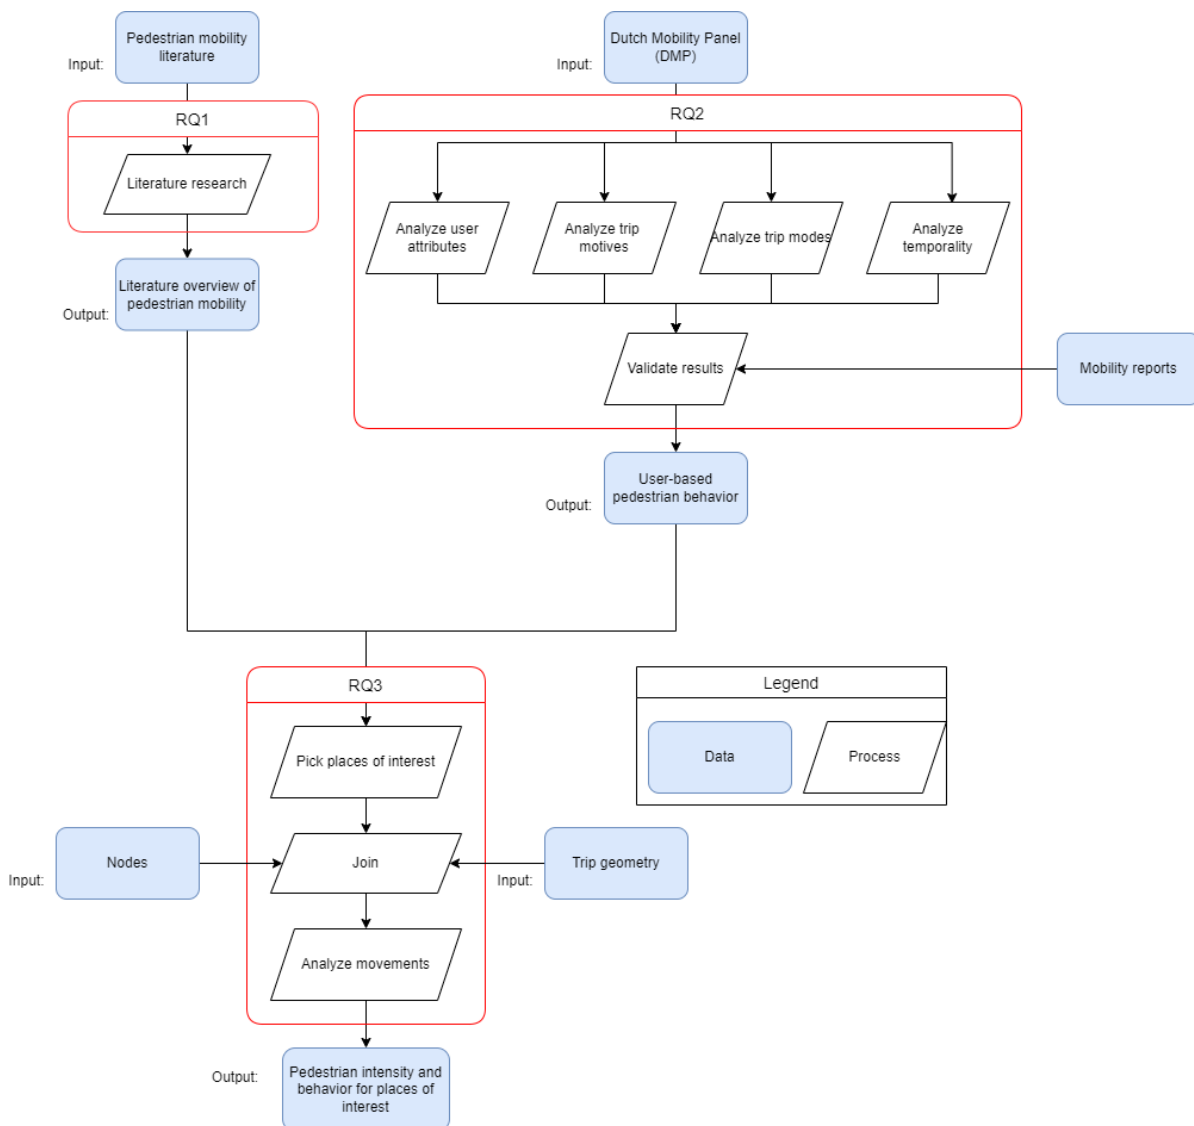 Pedestrian mobility
literature
Input:
Dutch Mobility Panel
(DMP)
Input:
RQ1
Literature research
RQ2
Analyze user
attributes
Analyze trip
motives
Analyze trip modes
Analyze
temporality
Literature overview of
pedestrian mobility
Output:
Validate results
Mobility reports
User-based
pedestrian behavior
Output:
RQ3
Pick places of interest
Legend
Data
Process
Nodes
Input:
Join
Trip geometry
Input:
Analyze movements
Output:
Pedestrian intensity and
behavior for places of
interest